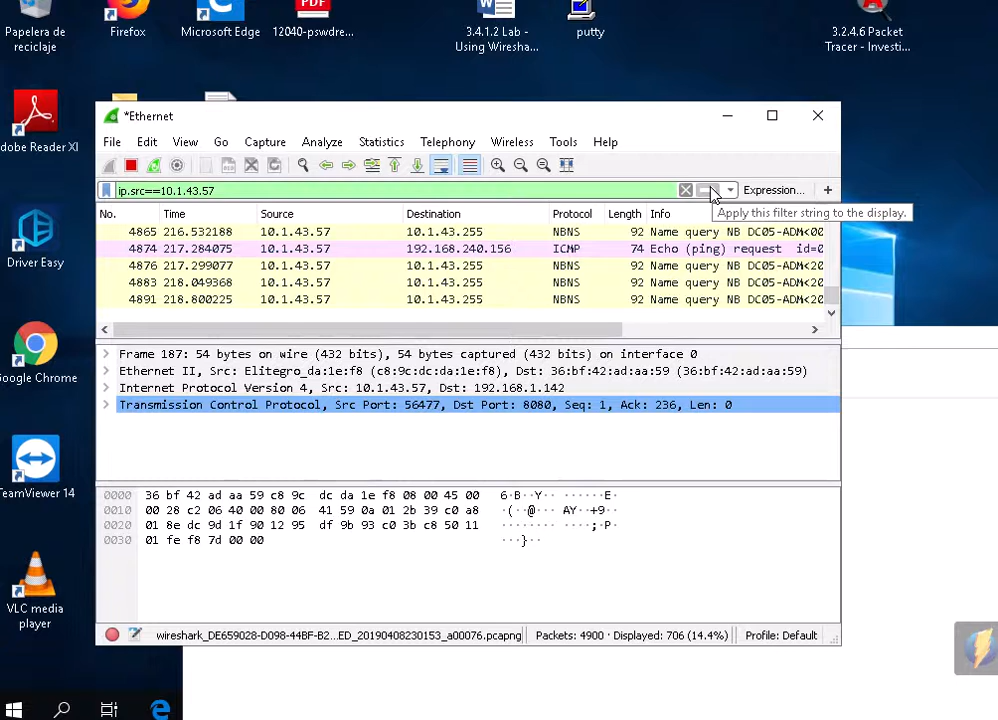 Papelera de
reciclaje
Firefox
Microsoft Edge
PDF
12040-pswdre...
3.4.1.2 Lab -
Using Wiresha...
putty
3.2.4.6 Packet
Tracer - Investi...
dobe Reader XI
Driver Easy
Google Chrome
TeamViewer 14
VLC media
player
*Ethernet
File Edit View Go Capture Analyze Statistics Telephony Wireless Tools Help
ip.src==10.1.43.57
Expression...
+
Apply this filter string to the display.
No. Time Source Destination Protocol Length Info
4865 216.532188 10.1.43.57 10.1.43.255 NBNS 92 Name query NB DC05-ADM<00
4874 217.284075 10.1.43.57 192.168.240.156 ICMP 74 Echo (ping) request id=0
4876 217.299077 10.1.43.57 10.1.43.255 NBNS 92 Name query NB DC05-ADM<20
4883 218.049368 10.1.43.57 10.1.43.255 NBNS 92 Name query NB DC05-ADM<20
4891 218.800225 10.1.43.57 10.1.43.255 NBNS 92 Name query NB DC05-ADM<20
Frame 187: 54 bytes on wire (432 bits), 54 bytes captured (432 bits) on interface 0
Ethernet II, Src: Elitegro_da:1e:f8 (c8:9c:dc:da:1e:f8), Dst: 36:bf:42:ad:aa:59 (36:bf:42:ad:aa:59)
Internet Protocol Version 4, Src: 10.1.43.57, Dst: 192.168.1.142
Transmission Control Protocol, Src Port: 56477, Dst Port: 8080, Seq: 1, Ack: 236, Len: 0
0000 36 bf 42 ad aa 59 c8 9c dc da 1e f8 08 00 45 00 6·B··Y·· ······E·
0010 00 28 c2 06 40 00 80 06 41 59 0a 01 2b 39 c0 a8 ·(··@··· AY··+9··
0020 01 8e dc 9d 1f 90 12 95 df 9b 93 c0 3b c8 50 11 ········ ····;·P·
0030 01 fe f8 7d 00 00 ···}··
wireshark_DE659028-D098-44BF-B2...ED_20190408230153_a00076.pcapng
Packets: 4900 · Displayed: 706 (14.4%)
Profile: Default